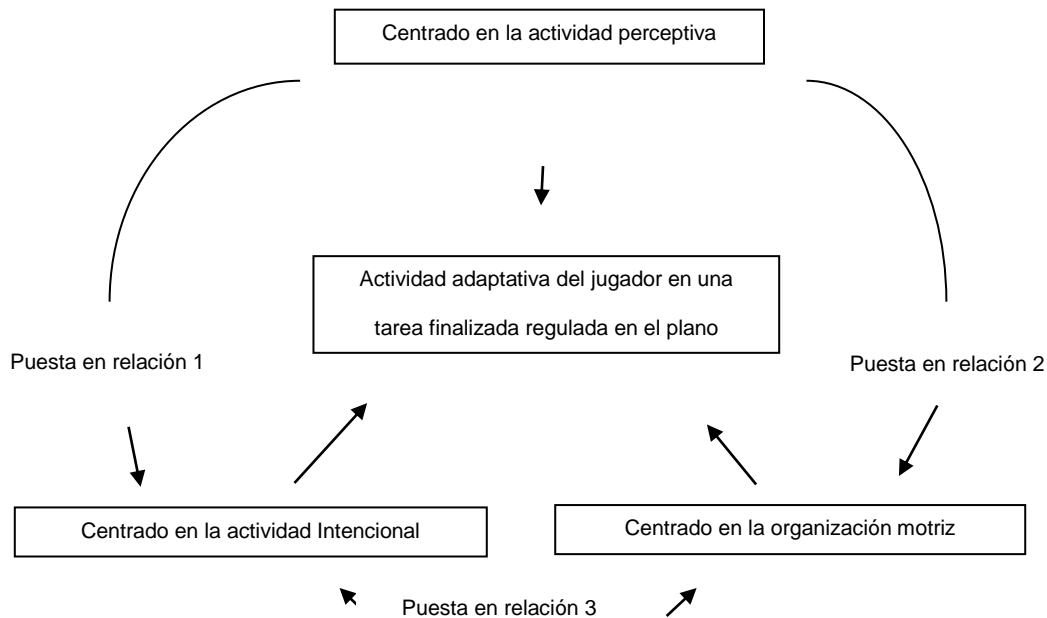 Centrado en la actividad perceptiva
Actividad adaptativa del jugador en una
tarea finalizada regulada en el plano
Puesta en relación 1
Puesta en relación 2
Centrado en la actividad Intencional
Centrado en la organización motriz
Puesta en relación 3